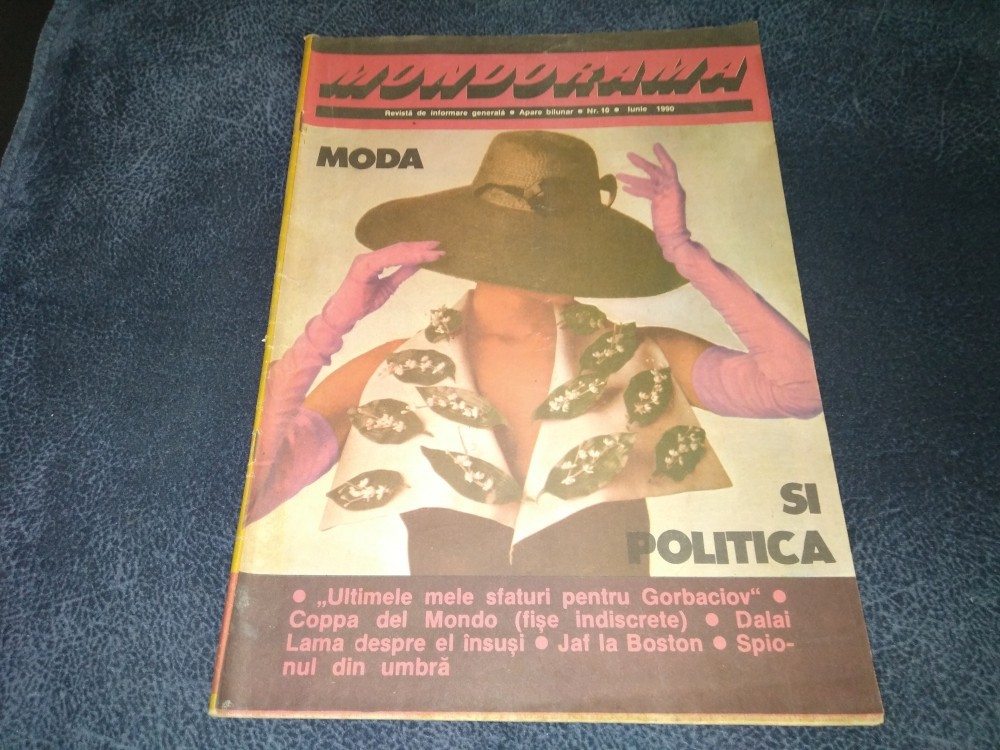 MONDORAMA
Revistă de informare generală ● Apare bilunar ● Nr. 10 ● Iunie 1990
MODA
SI
POLITICA
● „Ultimele mele sfaturi pentru Gorbaciov“ ●
Coppa del Mondo (fișe indiscrete) ● Dalai
Lama despre el însuși ● Jaf la Boston ● Spio-
nul din umbră